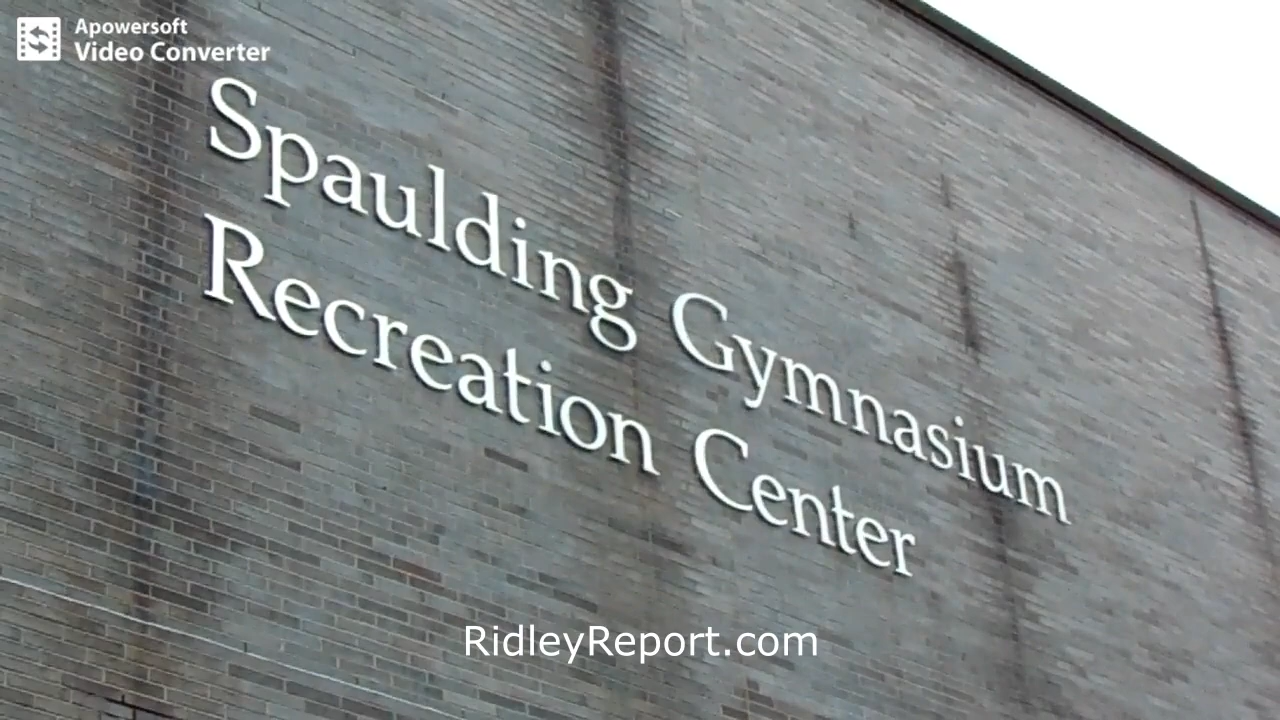 Apowersoft
Video Converter
Spaulding Gymnasium
Recreation Center
RidleyReport.com